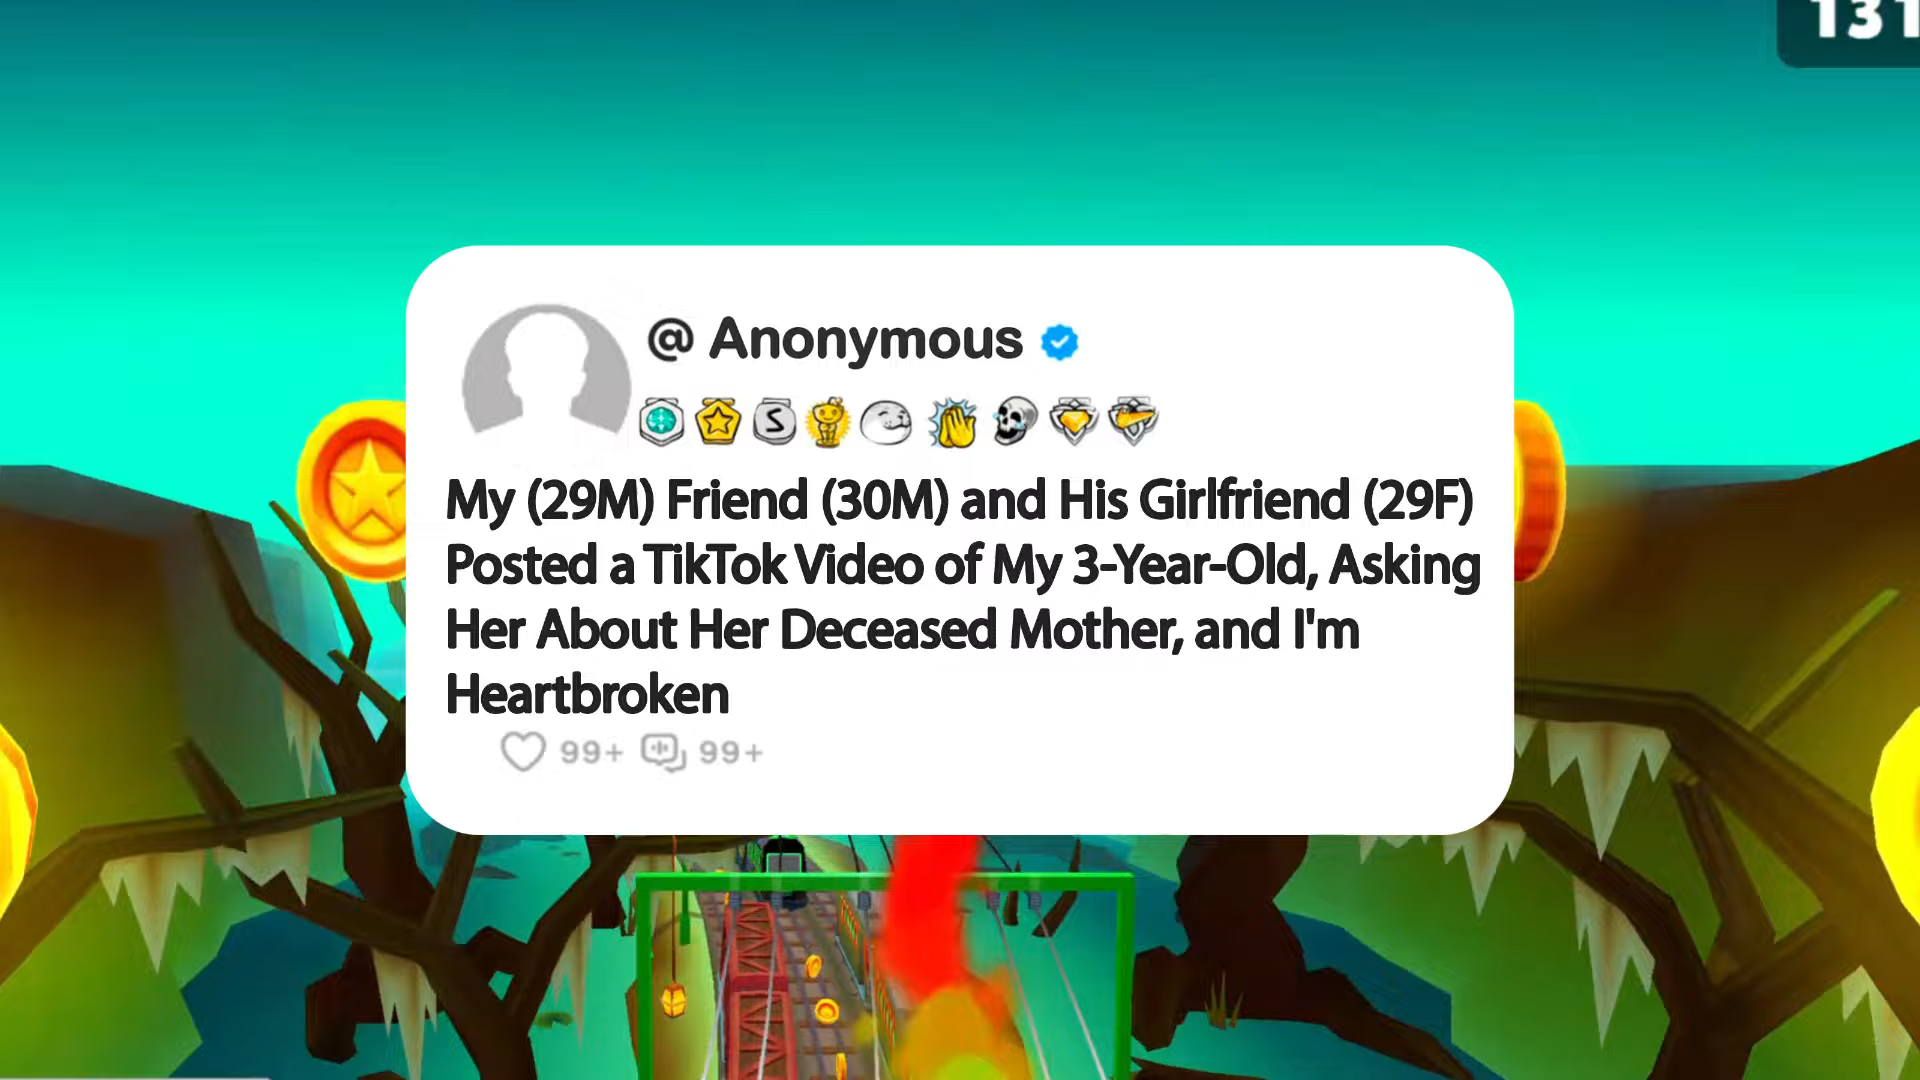 131
@ Anonymous
S
My (29M) Friend (30M) and His Girlfriend (29F)
Posted a TikTok Video of My 3-Year-Old, Asking
Her About Her Deceased Mother, and I'm
Heartbroken
99+ 99+